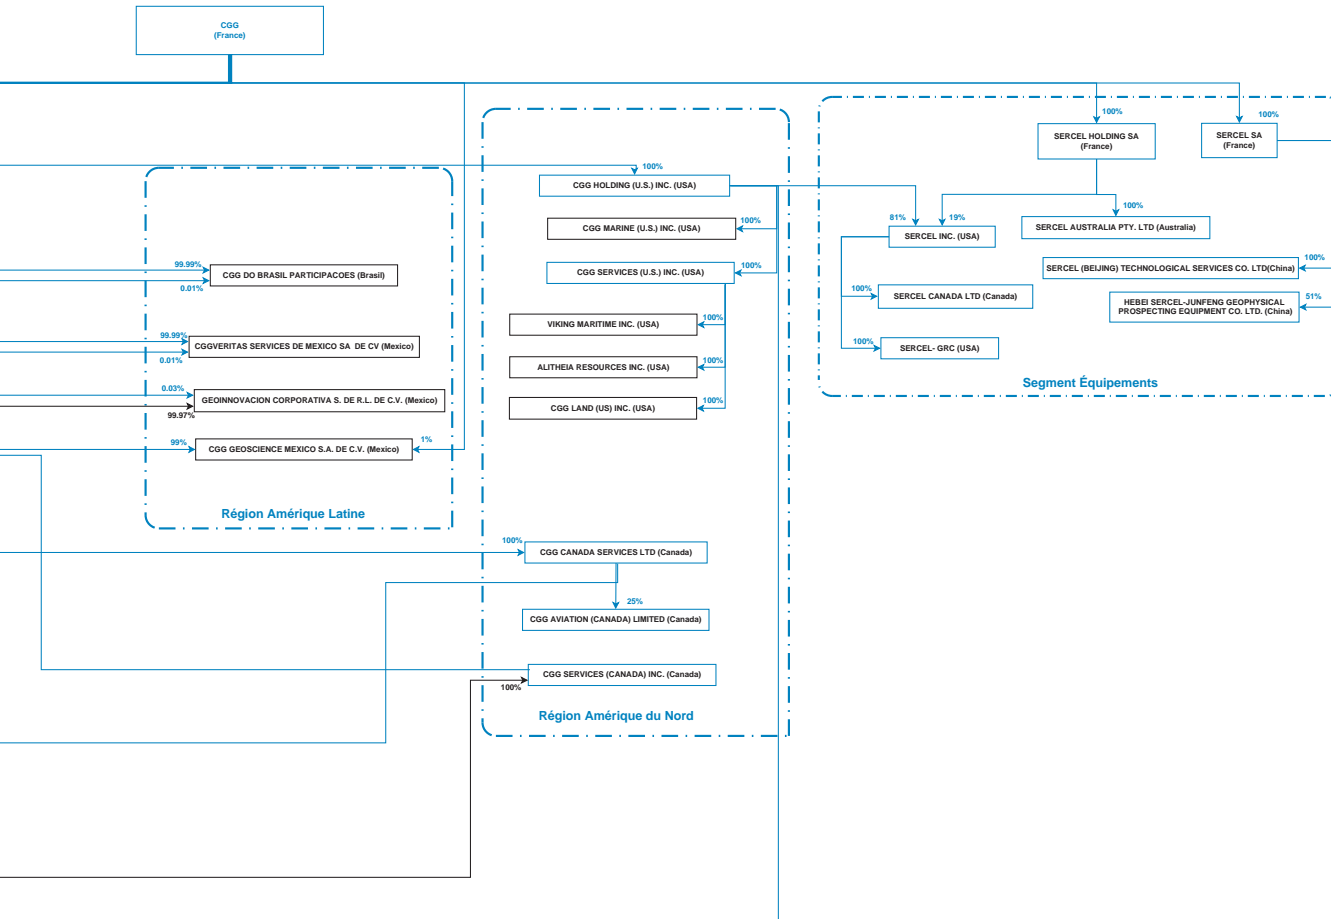 CGG
(France)
100%
100%
SERCEL HOLDING SA
(France)
SERCEL SA
(France)
100%
CGG HOLDING (U.S.) INC. (USA)
81%
19%
100%
CGG MARINE (U.S.) INC. (USA)
100%
SERCEL INC. (USA)
SERCEL AUSTRALIA PTY. LTD (Australia)
99.99%
CGG DO BRASIL PARTICIPACOES (Brasil)
0.01%
CGG SERVICES (U.S.) INC. (USA)
100%
SERCEL (BEIJING) TECHNOLOGICAL SERVICES CO. LTD(China)
100%
100%
SERCEL CANADA LTD (Canada)
HEBEI SERCEL-JUNFENG GEOPHYSICAL
PROSPECTING EQUIPMENT CO. LTD. (China)
51%
VIKING MARITIME INC. (USA)
100%
99.99%
CGGVERITAS SERVICES DE MEXICO SA DE CV (Mexico)
0.01%
100%
SERCEL- GRC (USA)
ALITHEIA RESOURCES INC. (USA)
100%
Segment Équipements
0.03%
GEOINNOVACION CORPORATIVA S. DE R.L. DE C.V. (Mexico)
99.97%
CGG LAND (US) INC. (USA)
100%
99%
CGG GEOSCIENCE MEXICO S.A. DE C.V. (Mexico)
1%
Région Amérique Latine
100%
CGG CANADA SERVICES LTD (Canada)
25%
CGG AVIATION (CANADA) LIMITED (Canada)
CGG SERVICES (CANADA) INC. (Canada)
100%
Région Amérique du Nord